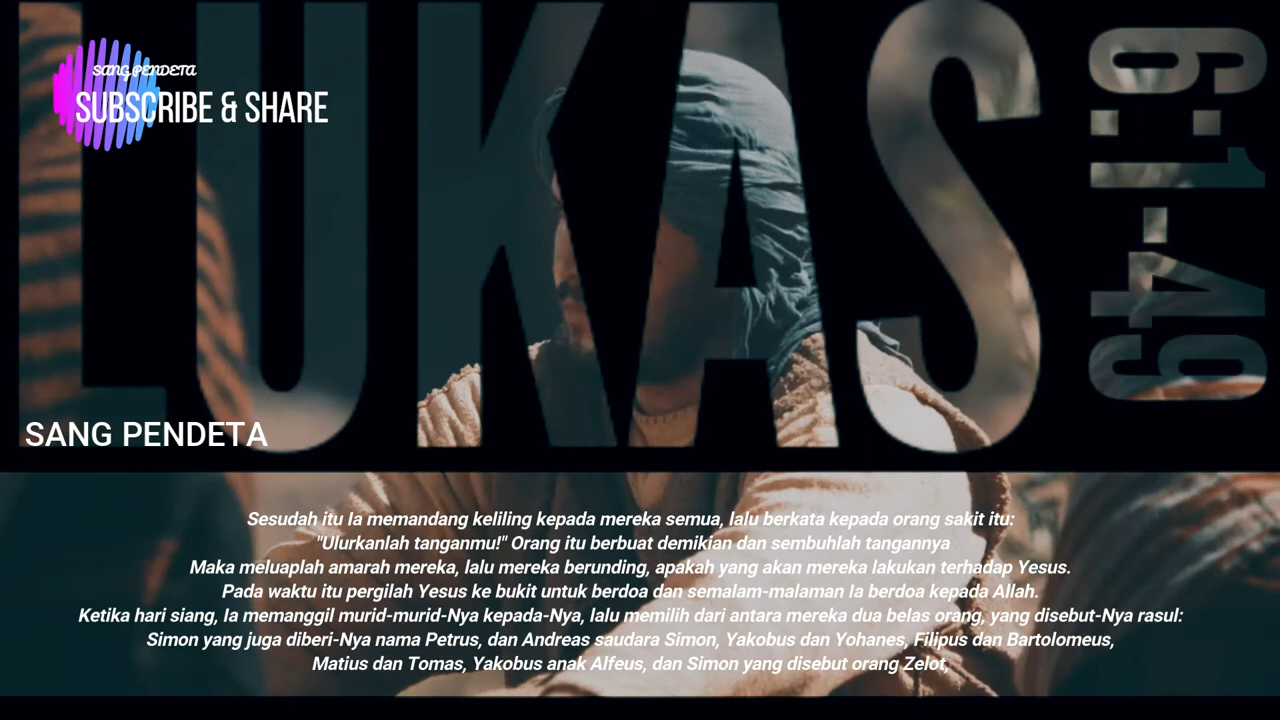 LUKAS
6:1-49
SANG PENDETA
SUBSCRIBE & SHARE
SANG PENDETA
Sesudah itu Ia memandang keliling kepada mereka semua, lalu berkata kepada orang sakit itu:
"Ulurkanlah tanganmu!" Orang itu berbuat demikian dan sembuhlah tangannya
Maka meluaplah amarah mereka, lalu mereka berunding, apakah yang akan mereka lakukan terhadap Yesus.
Pada waktu itu pergilah Yesus ke bukit untuk berdoa dan semalam-malaman Ia berdoa kepada Allah.
Ketika hari siang, Ia memanggil murid-murid-Nya kepada-Nya, lalu memilih dari antara mereka dua belas orang, yang disebut-Nya rasul:
Simon yang juga diberi-Nya nama Petrus, dan Andreas saudara Simon, Yakobus dan Yohanes, Filipus dan Bartolomeus,
Matius dan Tomas, Yakobus anak Alfeus, dan Simon yang disebut orang Zelot,